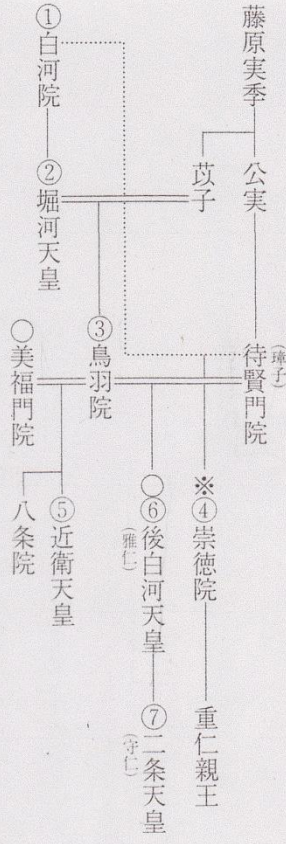 藤原実季
公実
苡子
待賢門院
(璋子)
①白河院
②堀河天皇
③鳥羽院
○美福門院
※④崇徳院
重仁親王
○⑥後白河天皇
(雅仁)
⑦二条天皇
(守仁)
⑤近衛天皇
八条院